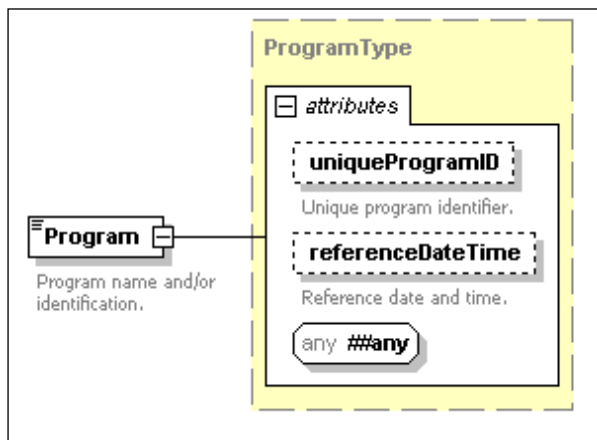 ProgramType
attributes
uniqueProgramID
Unique program identifier.
Program
Program name and/or
identification.
referenceDateTime
Reference date and time.
any ##any